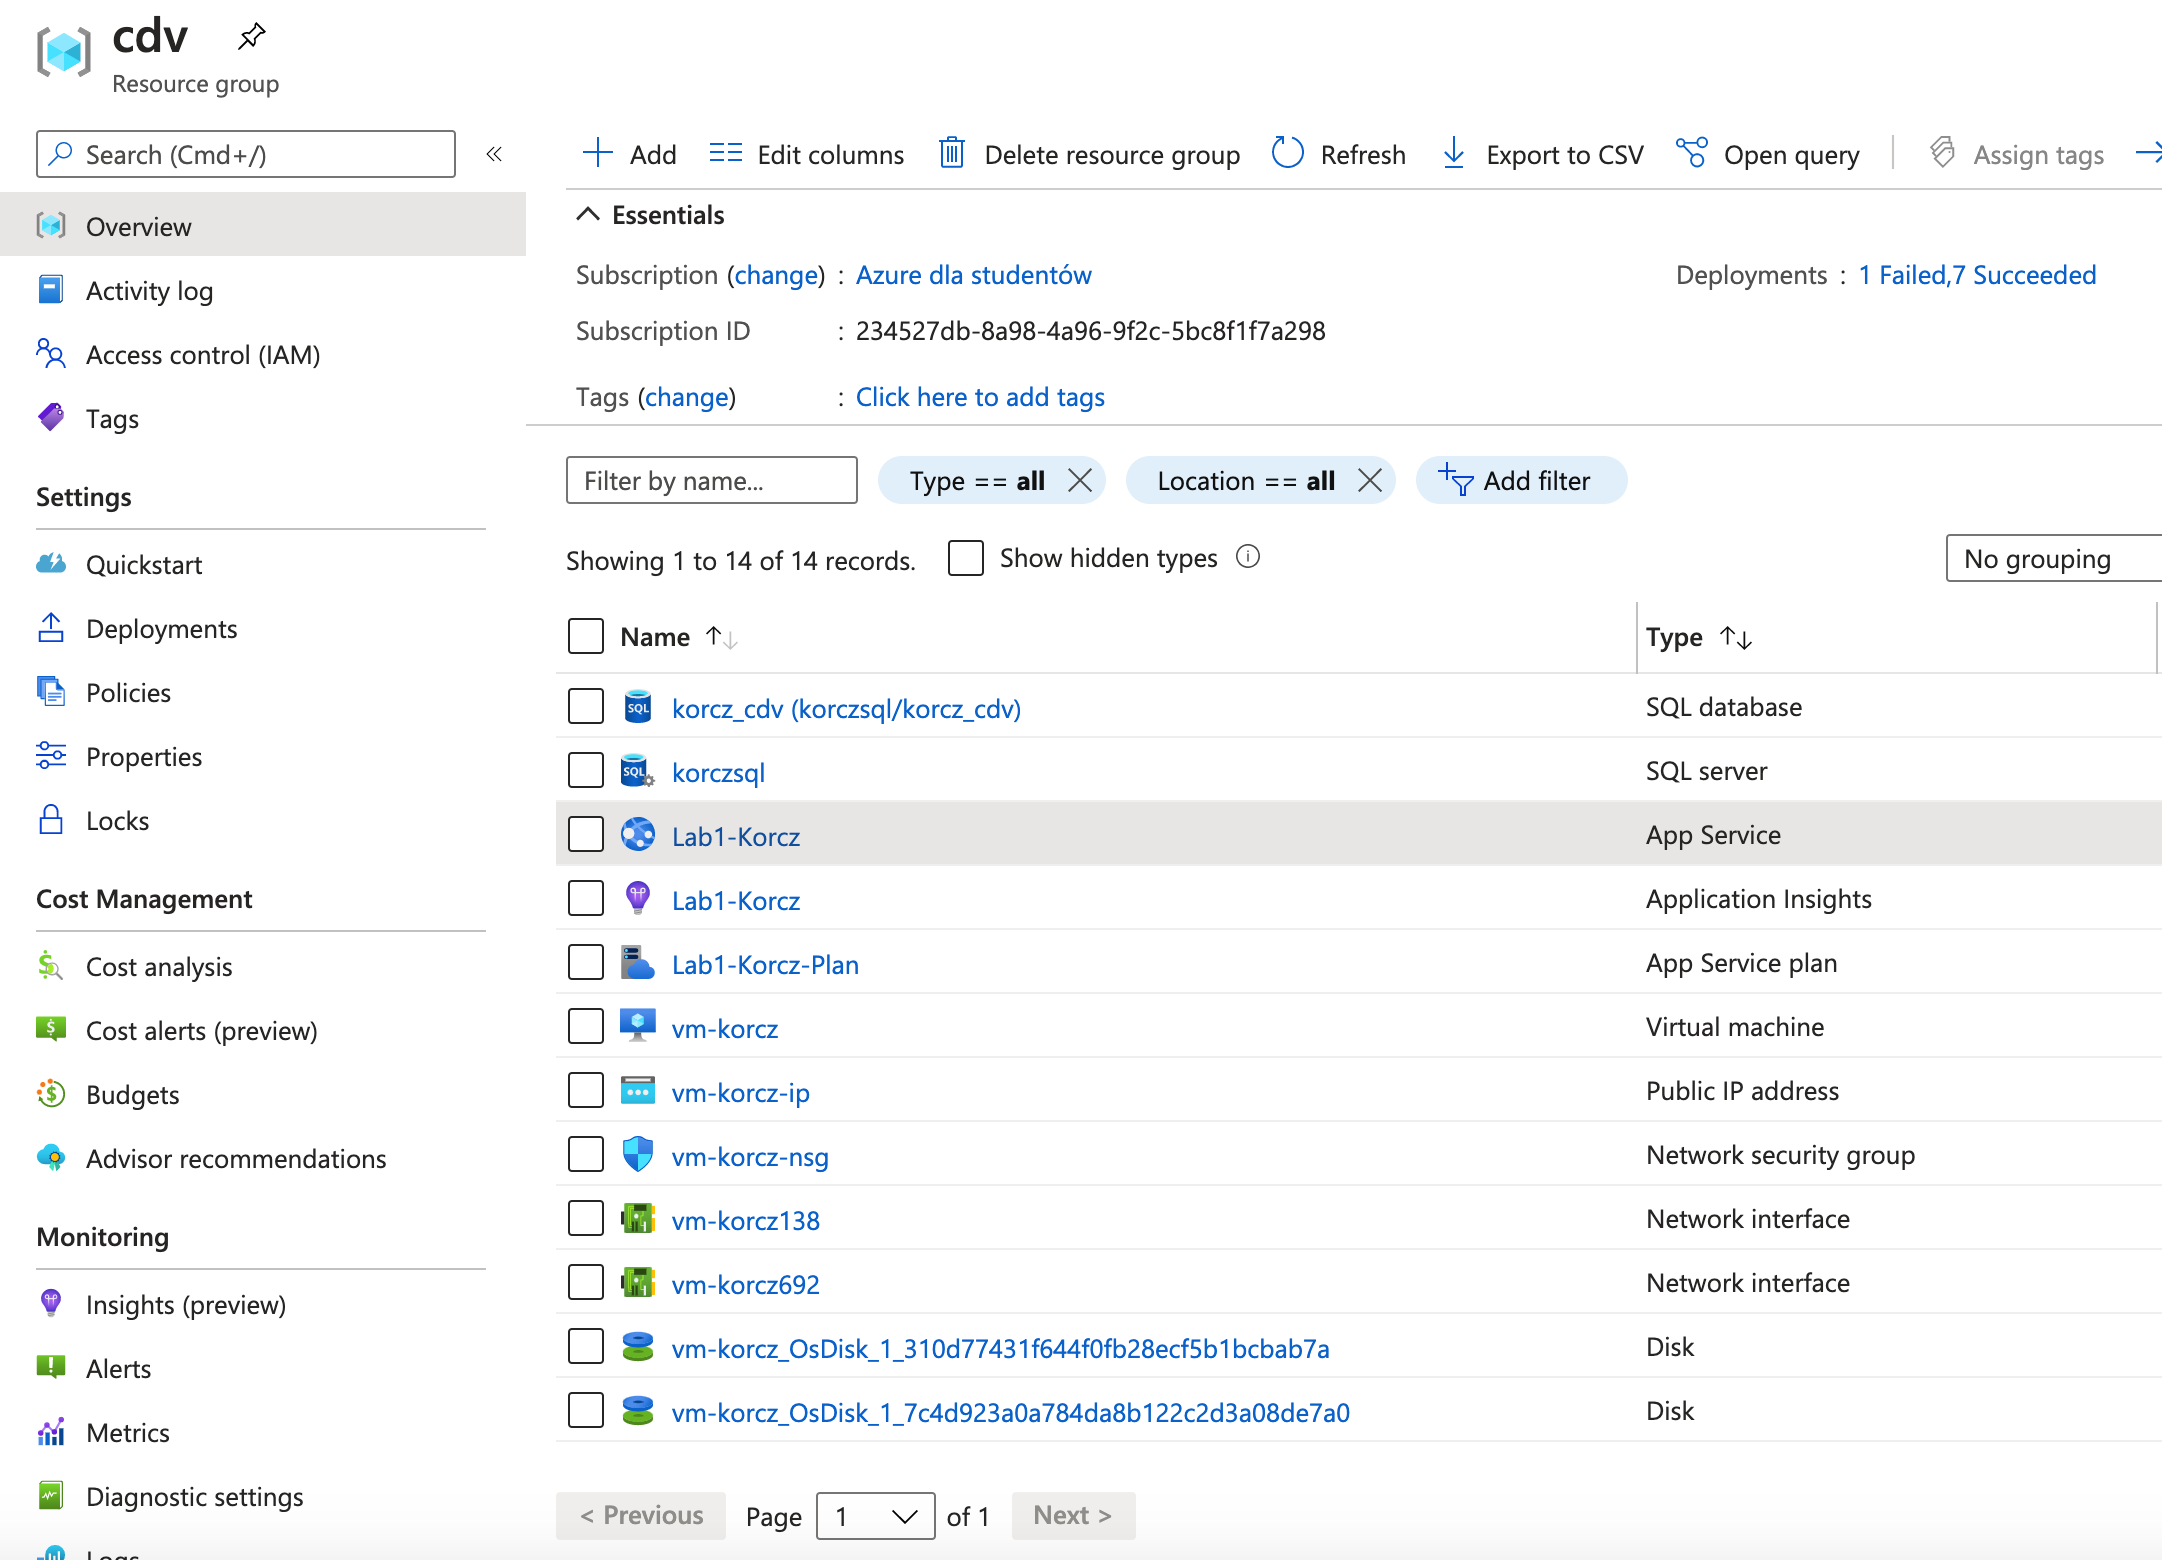 cdv
Resource group
Search (Cmd+/)
«
Add
Edit columns
Delete resource group
Refresh
Export to CSV
Open query
Assign tags
Overview
Activity log
Access control (IAM)
Tags
Settings
Quickstart
Deployments
Policies
Properties
Locks
Cost Management
Cost analysis
Cost alerts (preview)
Budgets
Advisor recommendations
Monitoring
Insights (preview)
Alerts
Metrics
Diagnostic settings
Logs
Essentials
Subscription (change) : Azure dla studentów
Deployments : 1 Failed,7 Succeeded
Subscription ID : 234527db-8a98-4a96-9f2c-5bc8f1f7a298
Tags (change) : Click here to add tags
Filter by name...
Type == all
Location == all
Add filter
Showing 1 to 14 of 14 records.
Show hidden types
No grouping
Name Type
korcz_cdv (korczsql/korcz_cdv) SQL database
korczsql SQL server
Lab1-Korcz App Service
Lab1-Korcz Application Insights
Lab1-Korcz-Plan App Service plan
vm-korcz Virtual machine
vm-korcz-ip Public IP address
vm-korcz-nsg Network security group
vm-korcz138 Network interface
vm-korcz692 Network interface
vm-korcz_OsDisk_1_310d77431f644f0fb28ecf5b1bcbab7a Disk
vm-korcz_OsDisk_1_7c4d923a0a784da8b122c2d3a08de7a0 Disk
< Previous Page 1 of 1 Next >